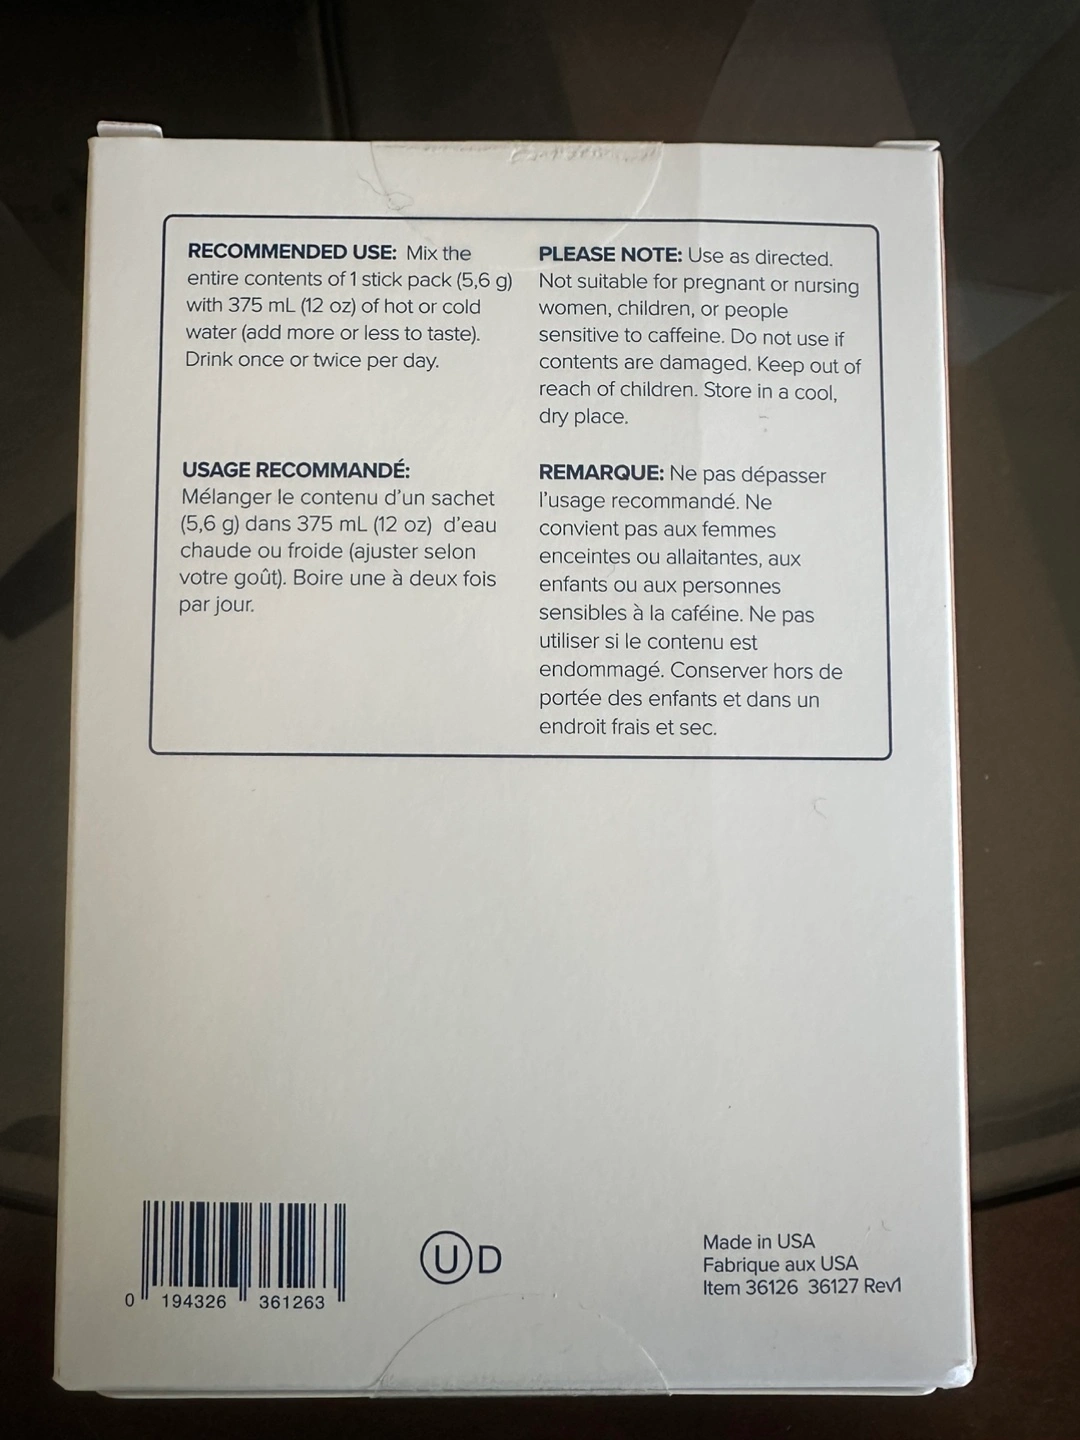 RECOMMENDED USE: Mix the
entire contents of 1 stick pack (5,6 g)
with 375 mL (12 oz) of hot or cold
water (add more or less to taste).
Drink once or twice per day.
PLEASE NOTE: Use as directed.
Not suitable for pregnant or nursing
women, children, or people
sensitive to caffeine. Do not use if
contents are damaged. Keep out of
reach of children. Store in a cool,
dry place.
USAGE RECOMMANDÉ:
Mélanger le contenu d'un sachet
(5,6 g) dans 375 mL (12 oz) d'eau
chaude ou froide (ajuster selon
votre goût). Boire une à deux fois
par jour.
REMARQUE: Ne pas dépasser
l'usage recommandé. Ne
convient pas aux femmes
enceintes ou allaitantes, aux
enfants ou aux personnes
sensibles à la caféine. Ne pas
utiliser si le contenu est
endommagé. Conserver hors de
portée des enfants et dans un
endroit frais et sec.
0 194326 361263
U D
Made in USA
Fabrique aux USA
Item 36126 36127 Rev1